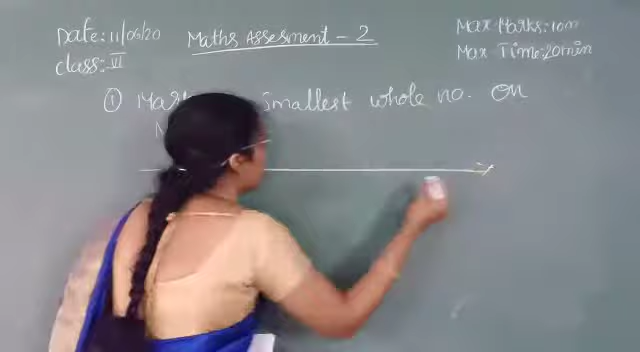 Date: 11/06/20
Maths Assesment - 2
Max Marks: 10m
class: VI
Max Time: 20min
① Mar smallest whole no. on
N